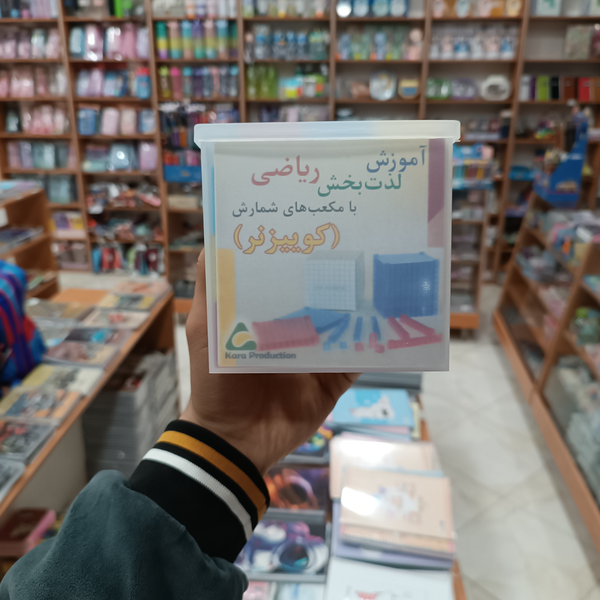 آموزش
لذت‌بخش ریاضی
با مکعب‌های شمارش
(کوییزنر)
Karo Production